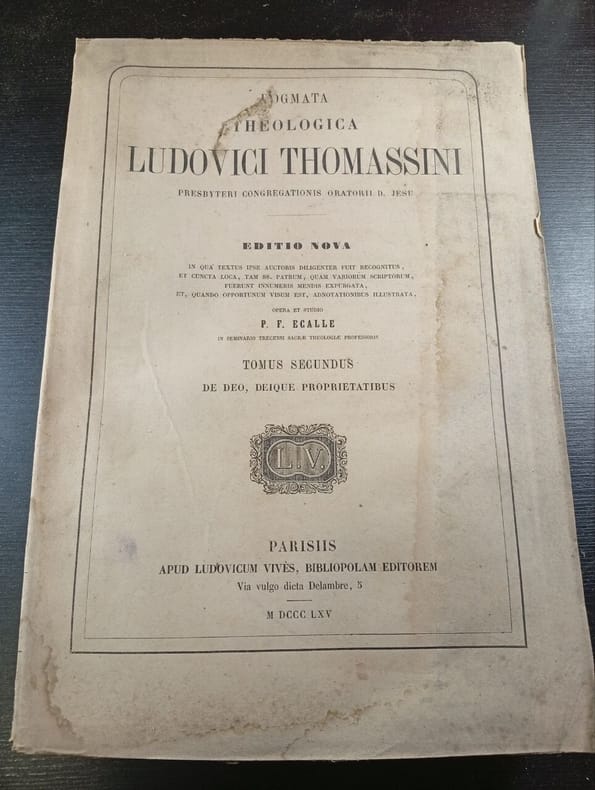 DOGMATA
THEOLOGICA
LUDOVICI THOMASSINI
PRESBYTERI CONGREGATIONIS ORATORII D. JESU
EDITIO NOVA
IN QUA TEXTUS IPSE AUCTORIS DILIGENTER FUIT RECOGNITUS,
ET CUNCTA LOCA, TAM SS. PATRUM, QUAM VARIORUM SCRIPTORUM,
FUERUNT INNUMERIS MENDIS EXPURGATA,
ET, QUANDO OPPORTUNUM VISUM EST, ADNOTATIONIBUS ILLUSTRATA,
OPERA ET STUDIO
P. F. ECALLE
IN SEMINARIO TRECENSI SACRÆ THEOLOGIÆ PROFESSORIS
TOMUS SECUNDUS
DE DEO, DEIQUE PROPRIETATIBUS
L.V.
PARISIIS
APUD LUDOVICUM VIVÈS, BIBLIOPOLAM EDITOREM
Via vulgo dicta Delambre, 5
M DCCC LXV